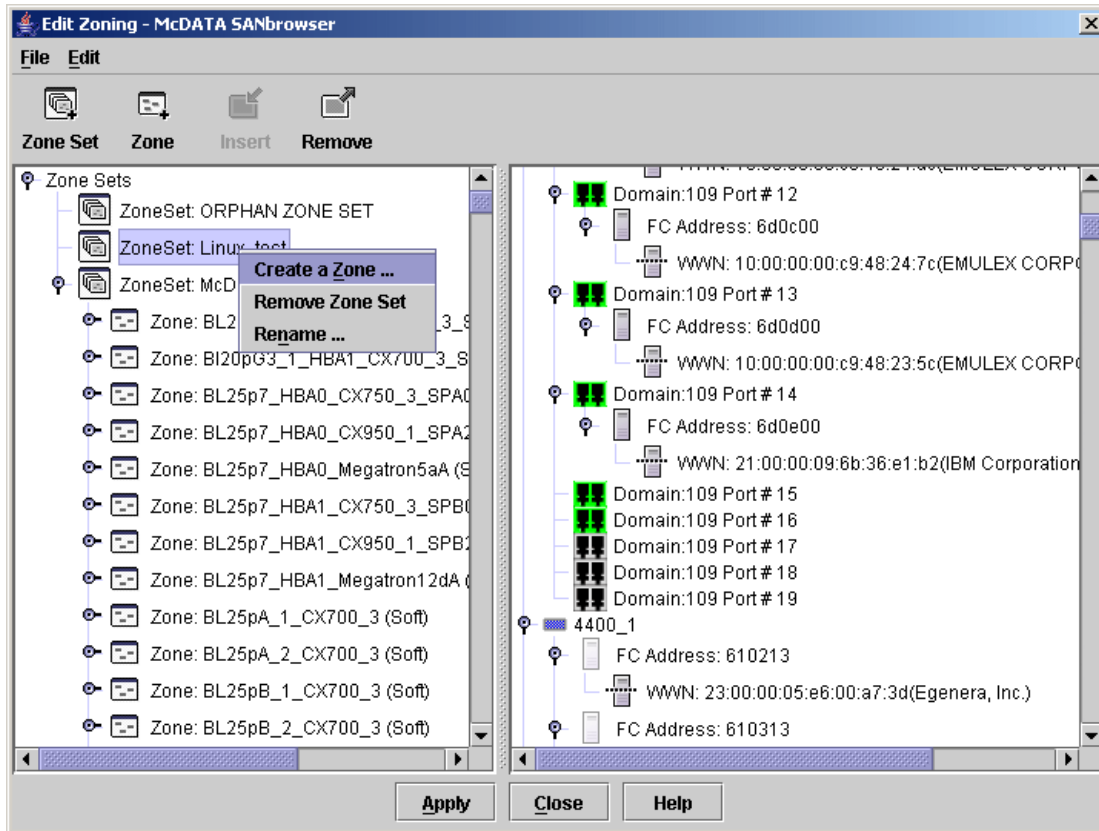 Edit Zoning - McDATA SANbrowser
File Edit
Zone Set Zone Insert Remove
Zone Sets
ZoneSet: ORPHAN ZONE SET
ZoneSet: Linux_test
ZoneSet: McD
Create a Zone ...
Remove Zone Set
Rename ...
Zone: BL2 3_S
Zone: Bl20pG3_1_HBA1_CX700_3_S
Zone: BL25p7_HBA0_CX750_3_SPA0
Zone: BL25p7_HBA0_CX950_1_SPA2
Zone: BL25p7_HBA0_Megatron5aA (S
Zone: BL25p7_HBA1_CX750_3_SPB0
Zone: BL25p7_HBA1_CX950_1_SPB2
Zone: BL25p7_HBA1_Megatron12dA (
Zone: BL25pA_1_CX700_3 (Soft)
Zone: BL25pA_2_CX700_3 (Soft)
Zone: BL25pB_1_CX700_3 (Soft)
Zone: BL25pB_2_CX700_3 (Soft)
Domain:109 Port # 12
FC Address: 6d0c00
WWN: 10:00:00:00:c9:48:24:7c(EMULEX CORPO
Domain:109 Port # 13
FC Address: 6d0d00
WWN: 10:00:00:00:c9:48:23:5c(EMULEX CORPO
Domain:109 Port # 14
FC Address: 6d0e00
WWN: 21:00:00:09:6b:36:e1:b2(IBM Corporation
Domain:109 Port # 15
Domain:109 Port # 16
Domain:109 Port # 17
Domain:109 Port # 18
Domain:109 Port # 19
4400_1
FC Address: 610213
WWN: 23:00:00:05:e6:00:a7:3d(Egenera, Inc.)
FC Address: 610313
Apply Close Help